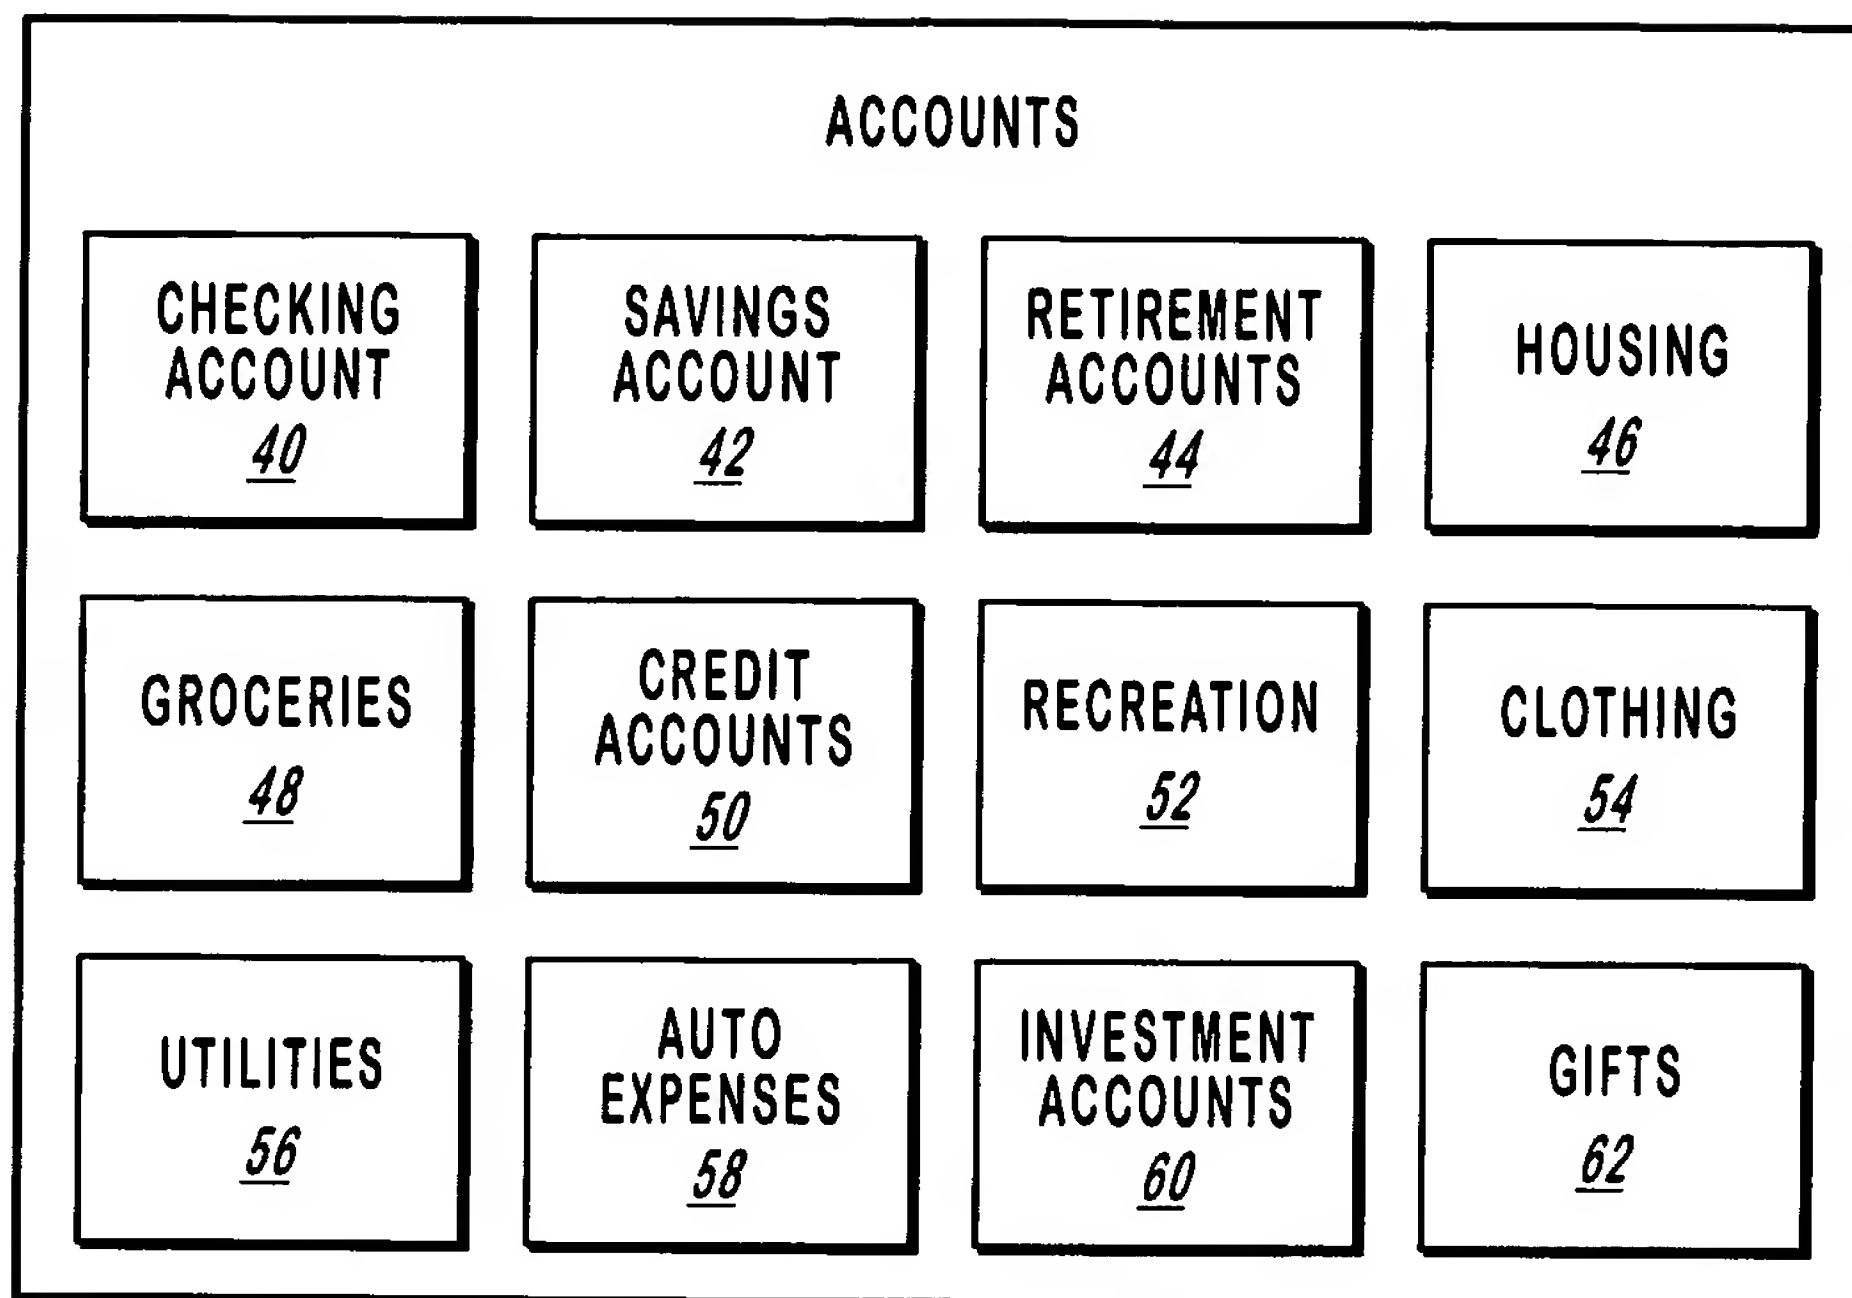 ACCOUNTS
CHECKING
ACCOUNT
40
SAVINGS
ACCOUNT
42
RETIREMENT
ACCOUNTS
44
HOUSING
46
GROCERIES
48
CREDIT
ACCOUNTS
50
RECREATION
52
CLOTHING
54
UTILITIES
56
AUTO
EXPENSES
58
INVESTMENT
ACCOUNTS
60
GIFTS
62